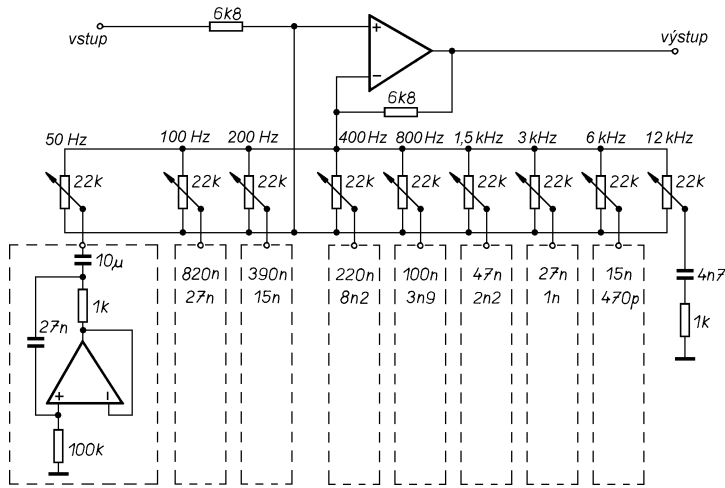 6k8
vstup
+
−
výstup
6k8
50 Hz
100 Hz
200 Hz
400 Hz
800 Hz
1,5 kHz
3 kHz
6 kHz
12 kHz
22k
22k
22k
22k
22k
22k
22k
22k
22k
10μ
820n
27n
390n
15n
220n
8n2
100n
3n9
47n
2n2
27n
1n
15n
470p
4n7
1k
1k
27n
+
−
100k